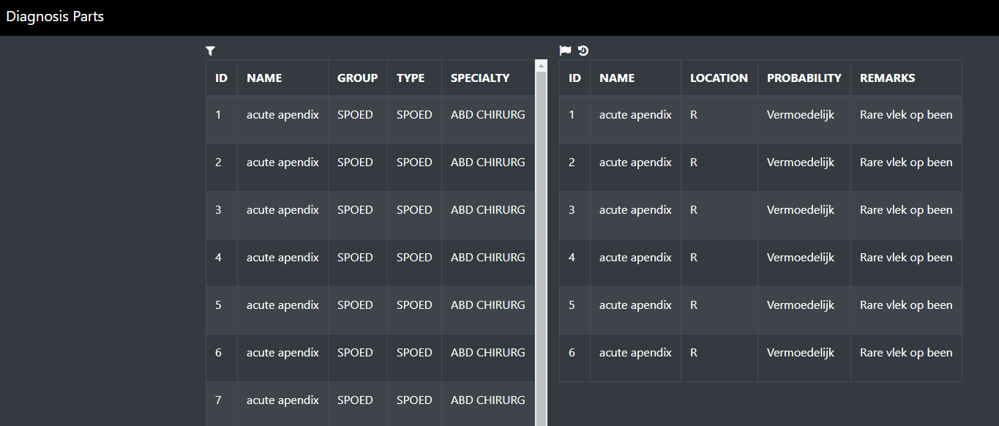 Diagnosis Parts
ID NAME GROUP TYPE SPECIALTY
1 acute apendix SPOED SPOED ABD CHIRURG
2 acute apendix SPOED SPOED ABD CHIRURG
3 acute apendix SPOED SPOED ABD CHIRURG
4 acute apendix SPOED SPOED ABD CHIRURG
5 acute apendix SPOED SPOED ABD CHIRURG
6 acute apendix SPOED SPOED ABD CHIRURG
7 acute apendix SPOED SPOED ABD CHIRURG
ID NAME LOCATION PROBABILITY REMARKS
1 acute apendix R Vermoedelijk Rare vlek op been
2 acute apendix R Vermoedelijk Rare vlek op been
3 acute apendix R Vermoedelijk Rare vlek op been
4 acute apendix R Vermoedelijk Rare vlek op been
5 acute apendix R Vermoedelijk Rare vlek op been
6 acute apendix R Vermoedelijk Rare vlek op been